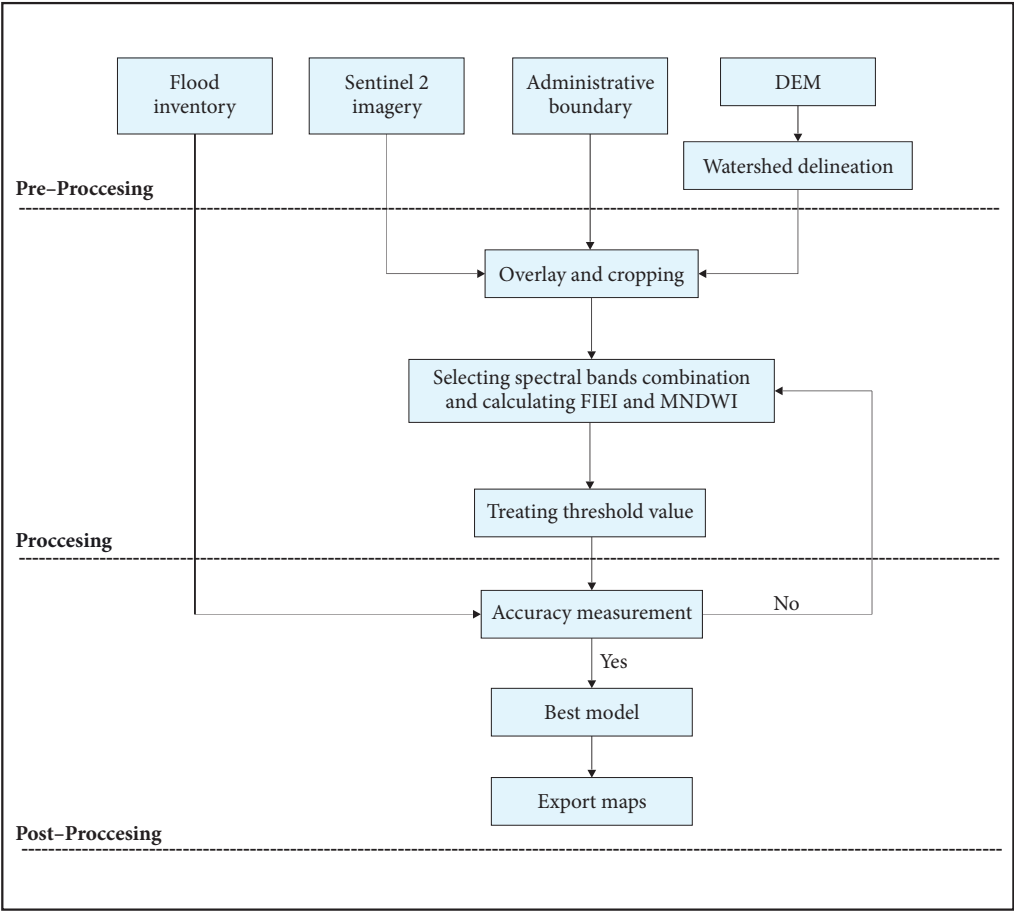 Flood
inventory
Sentinel 2
imagery
Administrative
boundary
DEM
Watershed delineation
Pre–Proccesing
Overlay and cropping
Selecting spectral bands combination
and calculating FIEI and MNDWI
Treating threshold value
Proccesing
Accuracy measurement
No
Yes
Best model
Export maps
Post–Proccesing